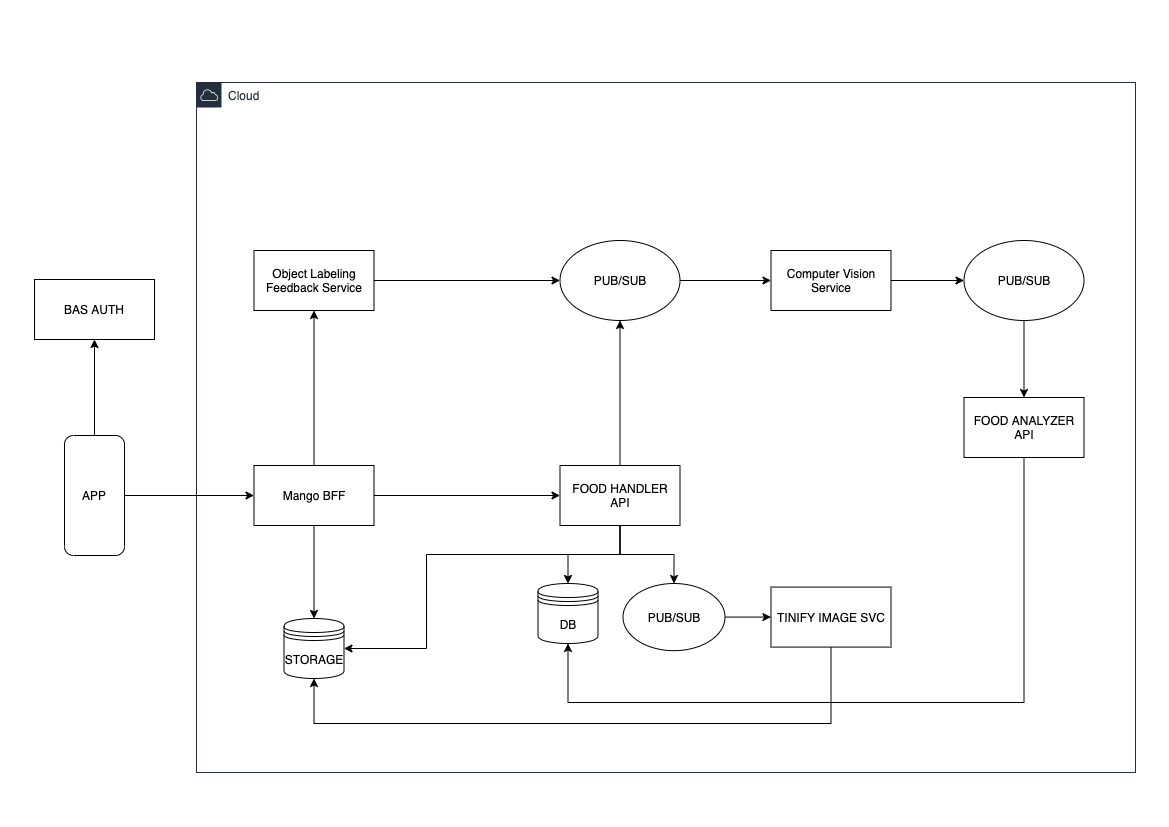 Cloud
Object Labeling
Feedback Service
PUB/SUB
Computer Vision
Service
PUB/SUB
BAS AUTH
FOOD ANALYZER
API
APP
Mango BFF
FOOD HANDLER
API
STORAGE
DB
PUB/SUB
TINIFY IMAGE SVC